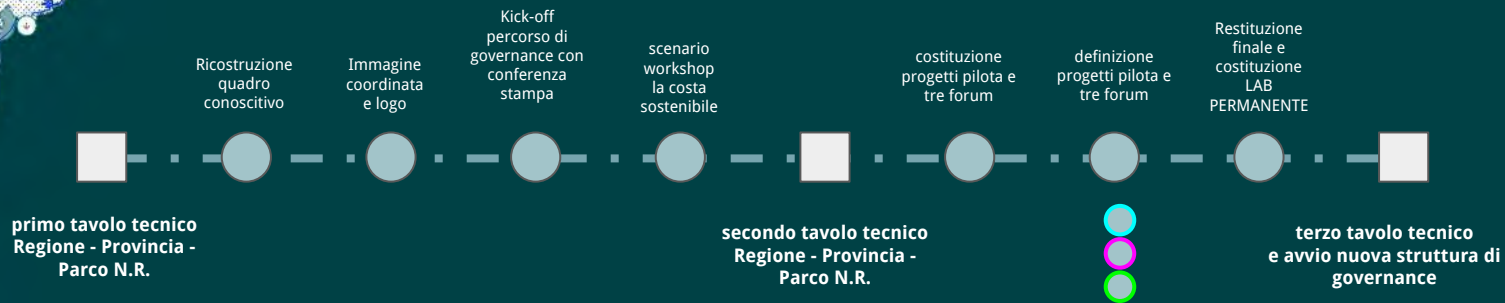 Ricostruzione
quadro
conoscitivo
Immagine
coordinata
e logo
Kick-off
percorso di
governance con
conferenza
stampa
scenario
workshop
la costa
sostenibile
costituzione
progetti pilota e
tre forum
definizione
progetti pilota e
tre forum
Restituzione
finale e
costituzione
LAB
PERMANENTE
primo tavolo tecnico
Regione - Provincia -
Parco N.R.
secondo tavolo tecnico
Regione - Provincia -
Parco N.R.
terzo tavolo tecnico
e avvio nuova struttura di
governance